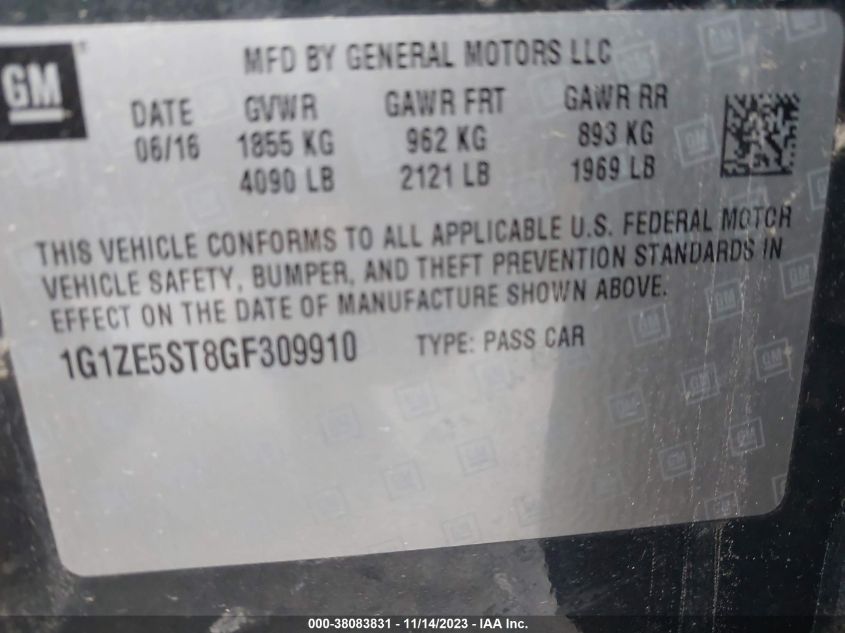 GM
MFD BY GENERAL MOTORS LLC
DATE GVWR GAWR FRT GAWR RR
06/16 1855 KG 962 KG 893 KG
4090 LB 2121 LB 1969 LB
THIS VEHICLE CONFORMS TO ALL APPLICABLE U.S. FEDERAL MOTOR
VEHICLE SAFETY, BUMPER, AND THEFT PREVENTION STANDARDS IN
EFFECT ON THE DATE OF MANUFACTURE SHOWN ABOVE.
1G1ZE5ST8GF309910 TYPE: PASS CAR
000-38083831 - 11/14/2023 - IAA Inc.